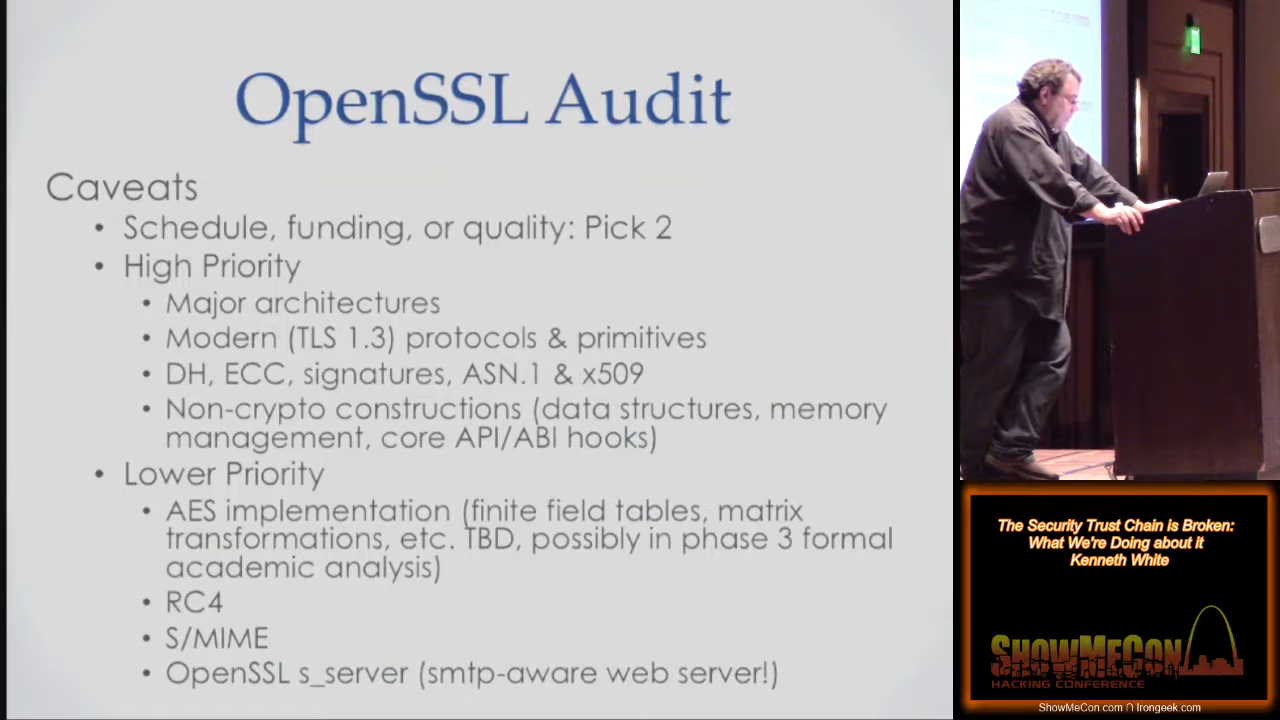 OpenSSL Audit
Caveats
• Schedule, funding, or quality: Pick 2
• High Priority
• Major architectures
• Modern (TLS 1.3) protocols & primitives
• DH, ECC, signatures, ASN.1 & x509
• Non-crypto constructions (data structures, memory
management, core API/ABI hooks)
• Lower Priority
• AES implementation (finite field tables, matrix
transformations, etc. TBD, possibly in phase 3 formal
academic analysis)
• RC4
• S/MIME
• OpenSSL s_server (smtp-aware web server!)
The Security Trust Chain is Broken:
What We're Doing about it
Kenneth White
SHOWMECON
HACKING CONFERENCE
ShowMeCon.com ∩ Irongeek.com